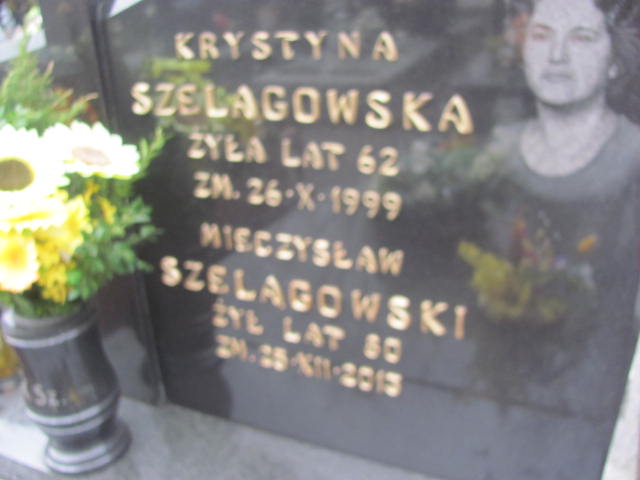 KRYSTYNA
SZELAGOWSKA
ŻYŁA LAT 62
ZM. 26·X·1999
MIECZYSŁAW
SZELAGOWSKI
ŻYŁ LAT
ZM.